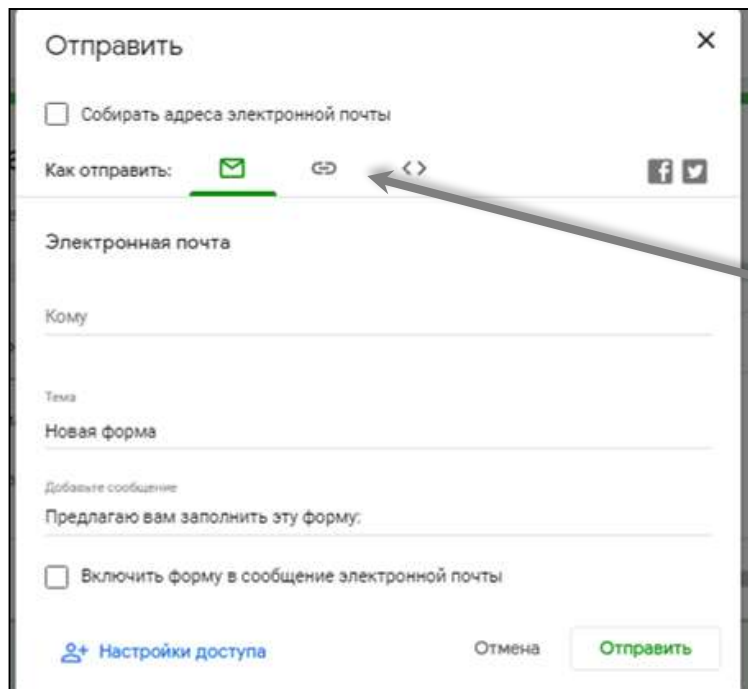 Отправить
Собирать адреса электронной почты
Как отправить:
Электронная почта
Кому
Тема
Новая форма
Добавьте сообщение
Предлагаю вам заполнить эту форму:
Включить форму в сообщение электронной почты
Настройки доступа Отмена Отправить